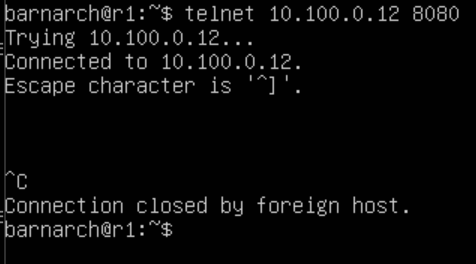 barnarch@r1:~$ telnet 10.100.0.12 8080
Trying 10.100.0.12...
Connected to 10.100.0.12.
Escape character is '^]'.
^C
Connection closed by foreign host.
barnarch@r1:~$